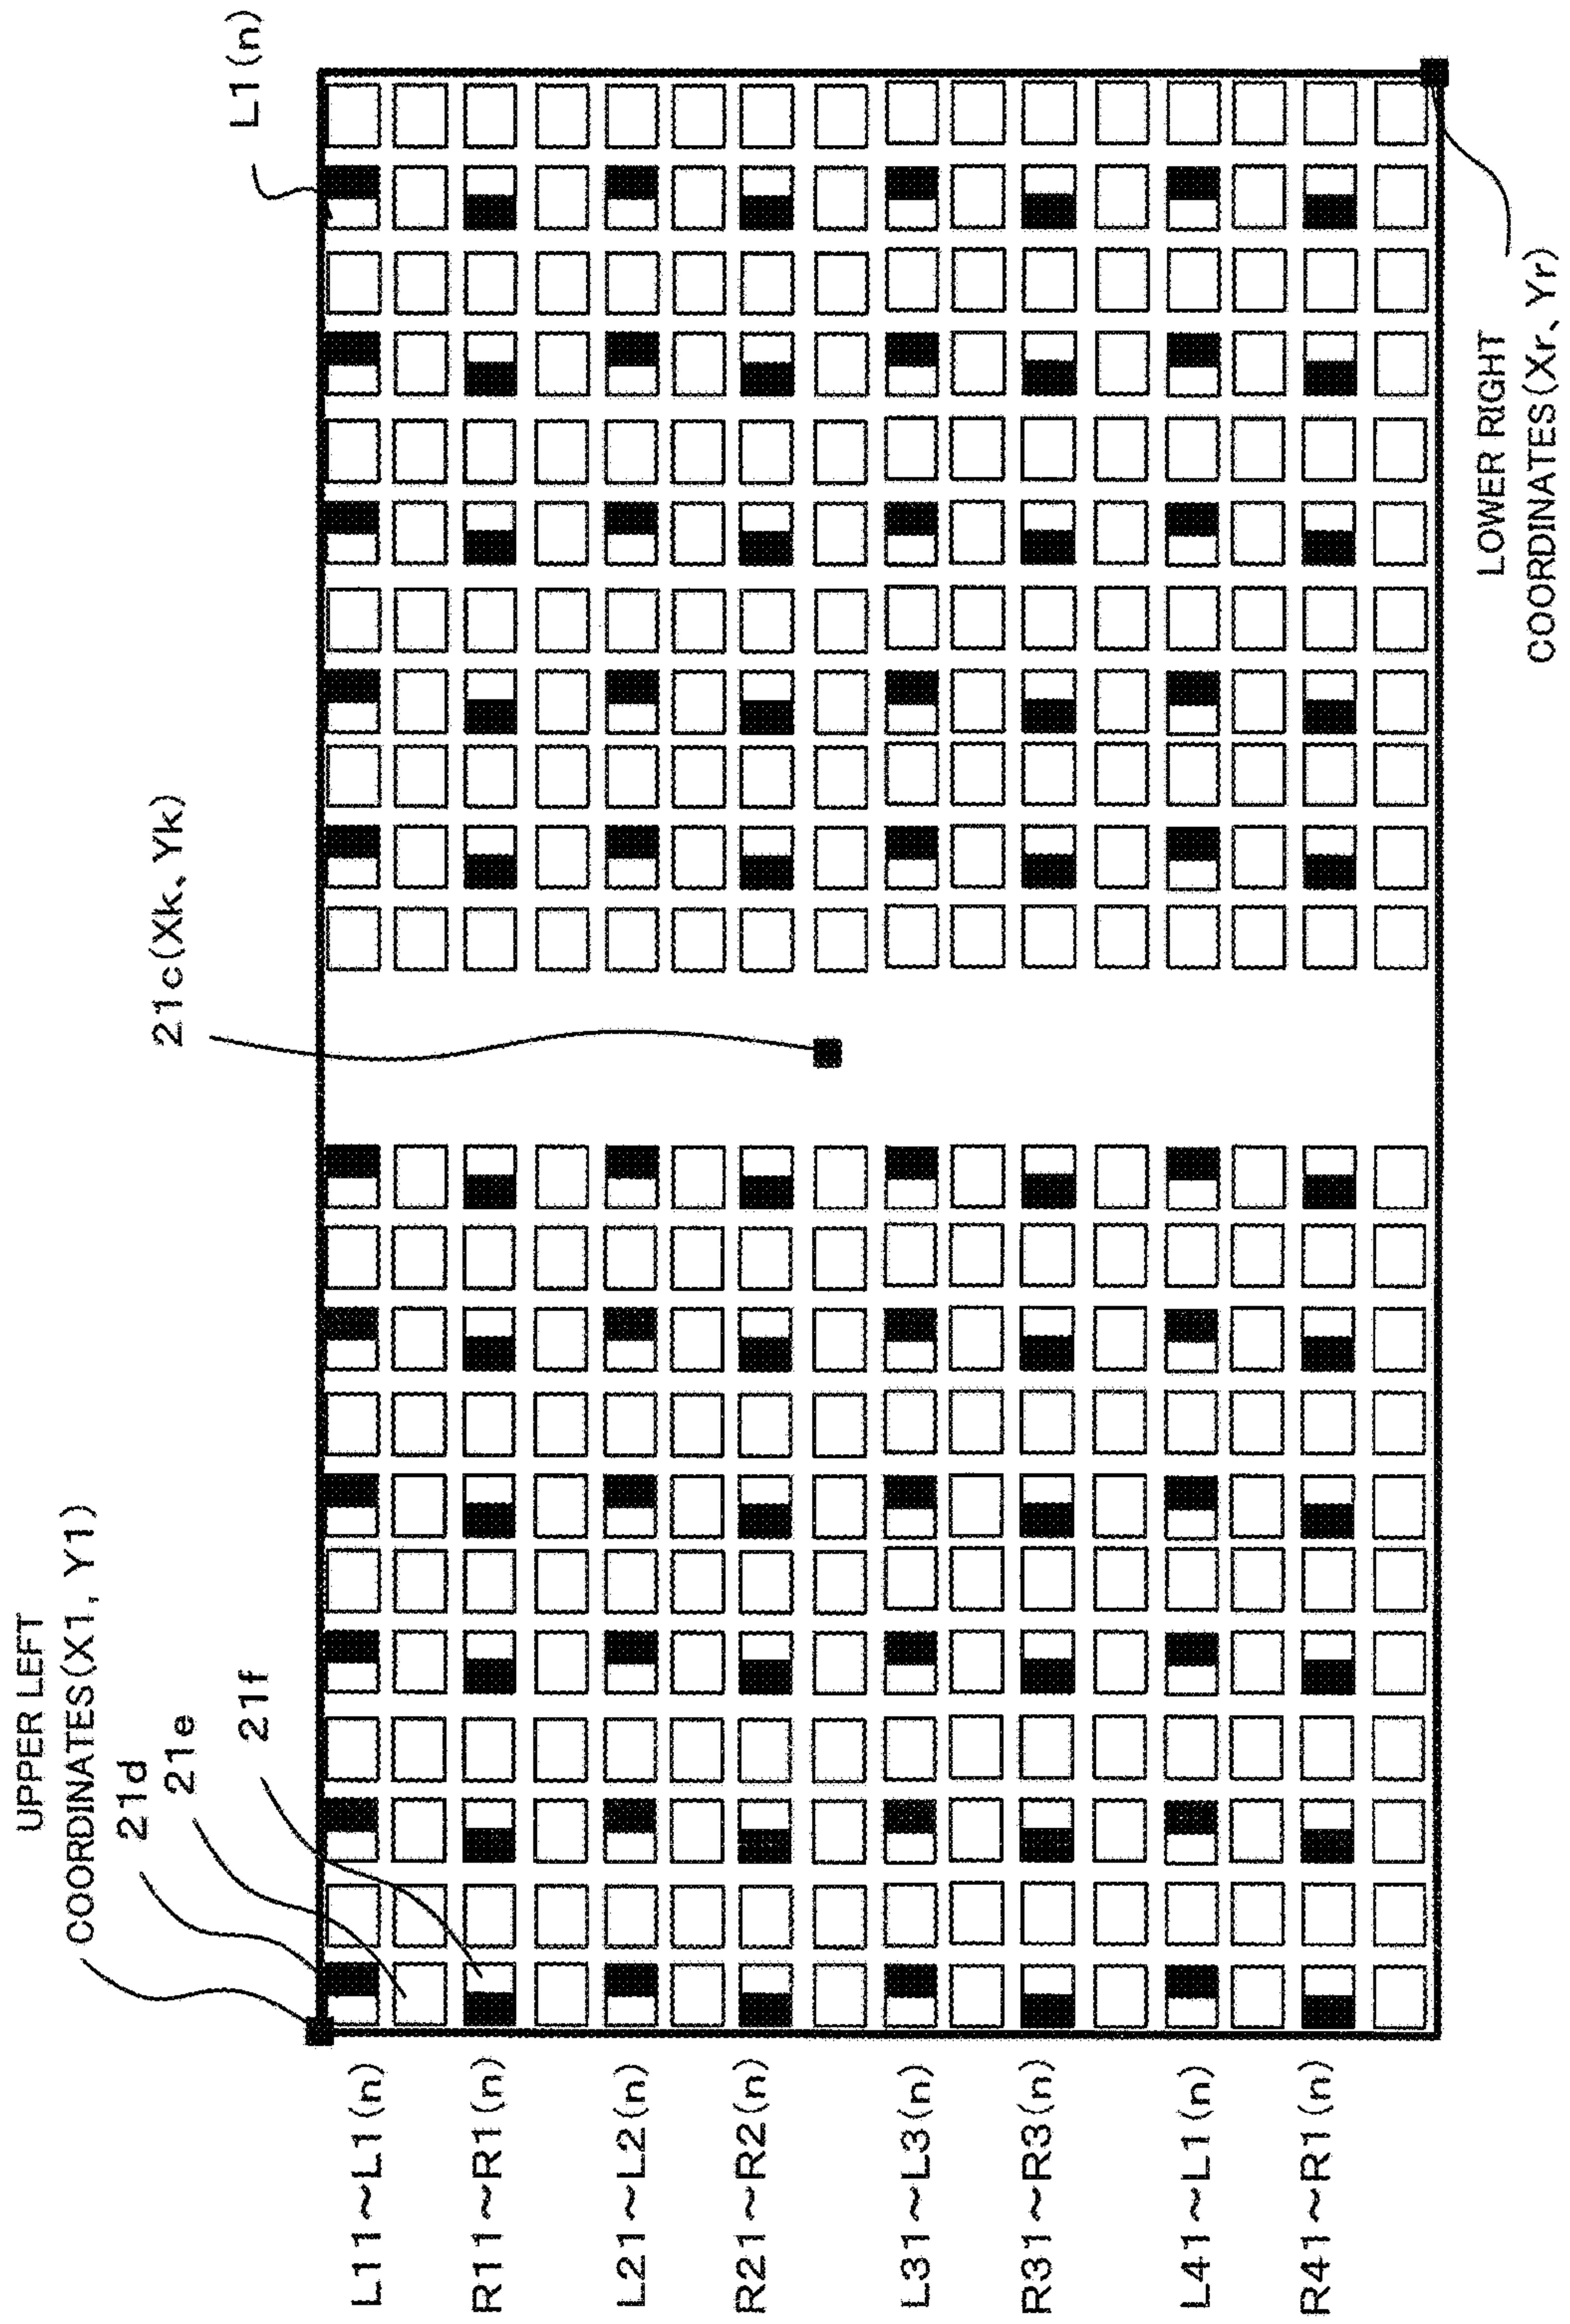 UPPER LEFT
COORDINATES(X1, Y1)
21d
21e
21f
21c(Xk、Yk)
L1(n)
L11～L1(n)
R11～R1(n)
L21～L2(n)
R21～R2(n)
L31～L3(n)
R31～R3(n)
L41～L1(n)
R41～R1(n)
LOWER RIGHT
COORDINATES(Xr、Yr)